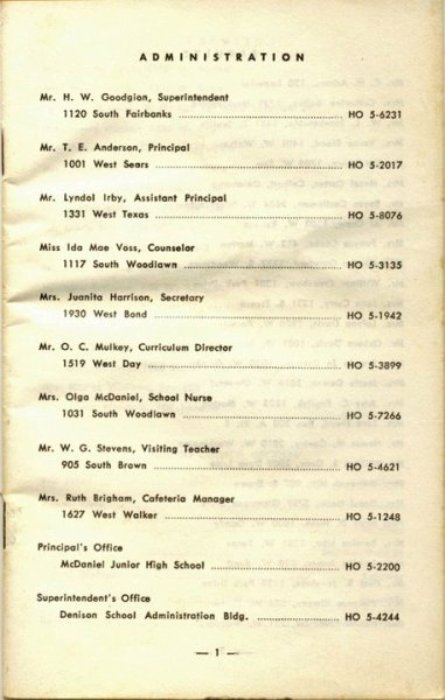 ADMINISTRATION
Mr. H. W. Goodgion, Superintendent
1120 South Fairbanks ........................................ HO 5-6231
Mr. T. E. Anderson, Principal
1001 West Sears ................................................ HO 5-2017
Mr. Lyndol Irby, Assistant Principal
1331 West Texas ................................................ HO 5-8076
Miss Ida Mae Voss, Counselor
1117 South Woodlawn ........................................ HO 5-3135
Mrs. Juanita Harrison, Secretary
1930 West Bond ................................................ HO 5-1942
Mr. O. C. Mulkey, Curriculum Director
1519 West Day .................................................. HO 5-3899
Mrs. Olga McDaniel, School Nurse
1031 South Woodlawn ........................................ HO 5-7266
Mr. W. G. Stevens, Visiting Teacher
905 South Brown ................................................ HO 5-4621
Mrs. Ruth Brigham, Cafeteria Manager
1627 West Walker ............................................. HO 5-1248
Principal's Office
McDaniel Junior High School ................................ HO 5-2200
Superintendent's Office
Denison School Administration Bldg. ..................... HO 5-4244
— 1 —